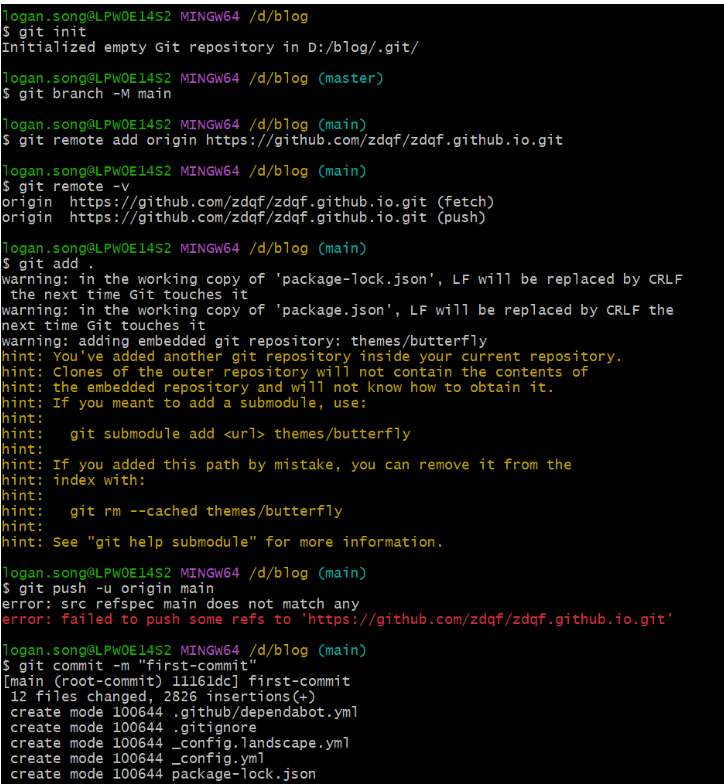 logan.song@LPWOE14S2 MINGW64 /d/blog
$ git init
Initialized empty Git repository in D:/blog/.git/
logan.song@LPWOE14S2 MINGW64 /d/blog (master)
$ git branch -M main
logan.song@LPWOE14S2 MINGW64 /d/blog (main)
$ git remote add origin https://github.com/zdqf/zdqf.github.io.git
logan.song@LPWOE14S2 MINGW64 /d/blog (main)
$ git remote -v
origin  https://github.com/zdqf/zdqf.github.io.git (fetch)
origin  https://github.com/zdqf/zdqf.github.io.git (push)
logan.song@LPWOE14S2 MINGW64 /d/blog (main)
$ git add .
warning: in the working copy of 'package-lock.json', LF will be replaced by CRLF
 the next time Git touches it
warning: in the working copy of 'package.json', LF will be replaced by CRLF the
next time Git touches it
warning: adding embedded git repository: themes/butterfly
hint: You've added another git repository inside your current repository.
hint: Clones of the outer repository will not contain the contents of
hint: the embedded repository and will not know how to obtain it.
hint: If you meant to add a submodule, use:
hint:
hint:   git submodule add <url> themes/butterfly
hint:
hint: If you added this path by mistake, you can remove it from the
hint: index with:
hint:
hint:   git rm --cached themes/butterfly
hint:
hint: See "git help submodule" for more information.
logan.song@LPWOE14S2 MINGW64 /d/blog (main)
$ git push -u origin main
error: src refspec main does not match any
error: failed to push some refs to 'https://github.com/zdqf/zdqf.github.io.git'
logan.song@LPWOE14S2 MINGW64 /d/blog (main)
$ git commit -m "first-commit"
[main (root-commit) 11161dc] first-commit
 12 files changed, 2826 insertions(+)
 create mode 100644 .github/dependabot.yml
 create mode 100644 .gitignore
 create mode 100644 _config.landscape.yml
 create mode 100644 _config.yml
 create mode 100644 package-lock.json